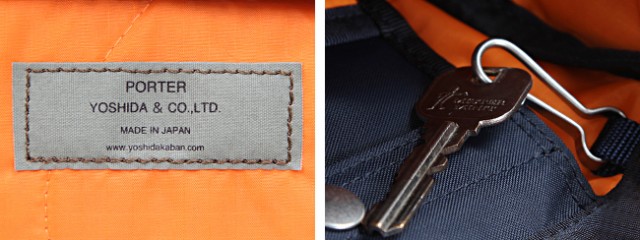 PORTER
YOSHIDA & CO.,LTD.
MADE IN JAPAN
www.yoshidakaban.com